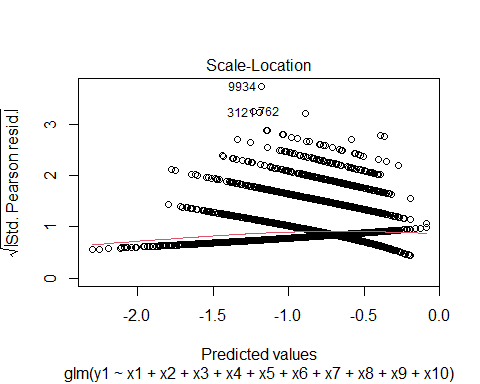 Scale-Location
9934
3121 762
√|Std. Pearson resid.|
0 1 2 3
-2.0 -1.5 -1.0 -0.5 0.0
Predicted values
glm(y1 ~ x1 + x2 + x3 + x4 + x5 + x6 + x7 + x8 + x9 + x10)